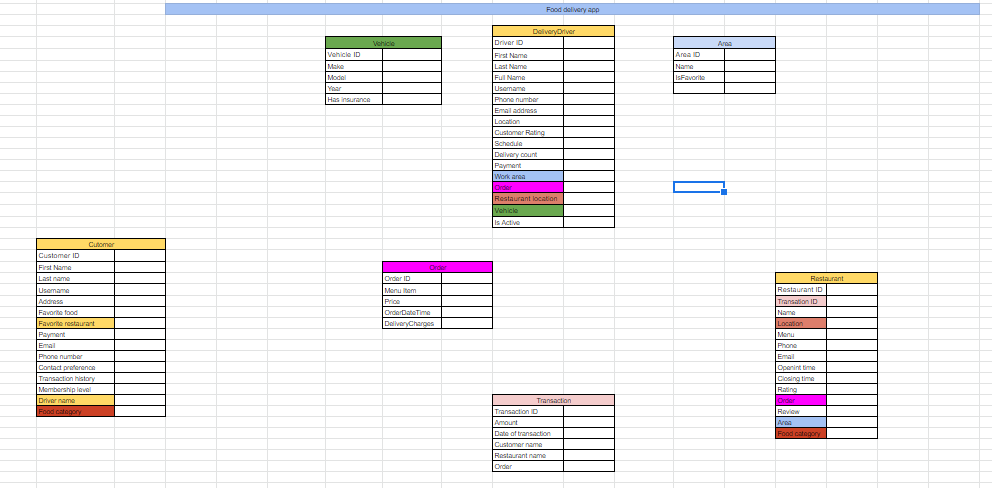 Food delivery app
DeliveryDriver
Driver ID
First Name
Last Name
Full Name
Username
Phone number
Email address
Location
Customer Rating
Schedule
Delivery count
Payment
Work area
Order
Restaurant location
Vehicle
Is Active
Vehicle
Vehicle ID
Make
Model
Year
Has insurance
Area
Area ID
Name
IsFavorite
Cutomer
Customer ID
First Name
Last name
Username
Address
Favorite food
Favorite restaurant
Payment
Email
Phone number
Contact preference
Transaction history
Membership level
Driver name
Food category
Order
Order ID
Menu Item
Price
OrderDateTime
DeliveryCharges
Restaurant
Restaurant ID
Transation ID
Name
Location
Menu
Phone
Email
Openint time
Closing time
Rating
Order
Review
Area
Food category
Transaction
Transaction ID
Amount
Date of transaction
Customer name
Restaurant name
Order